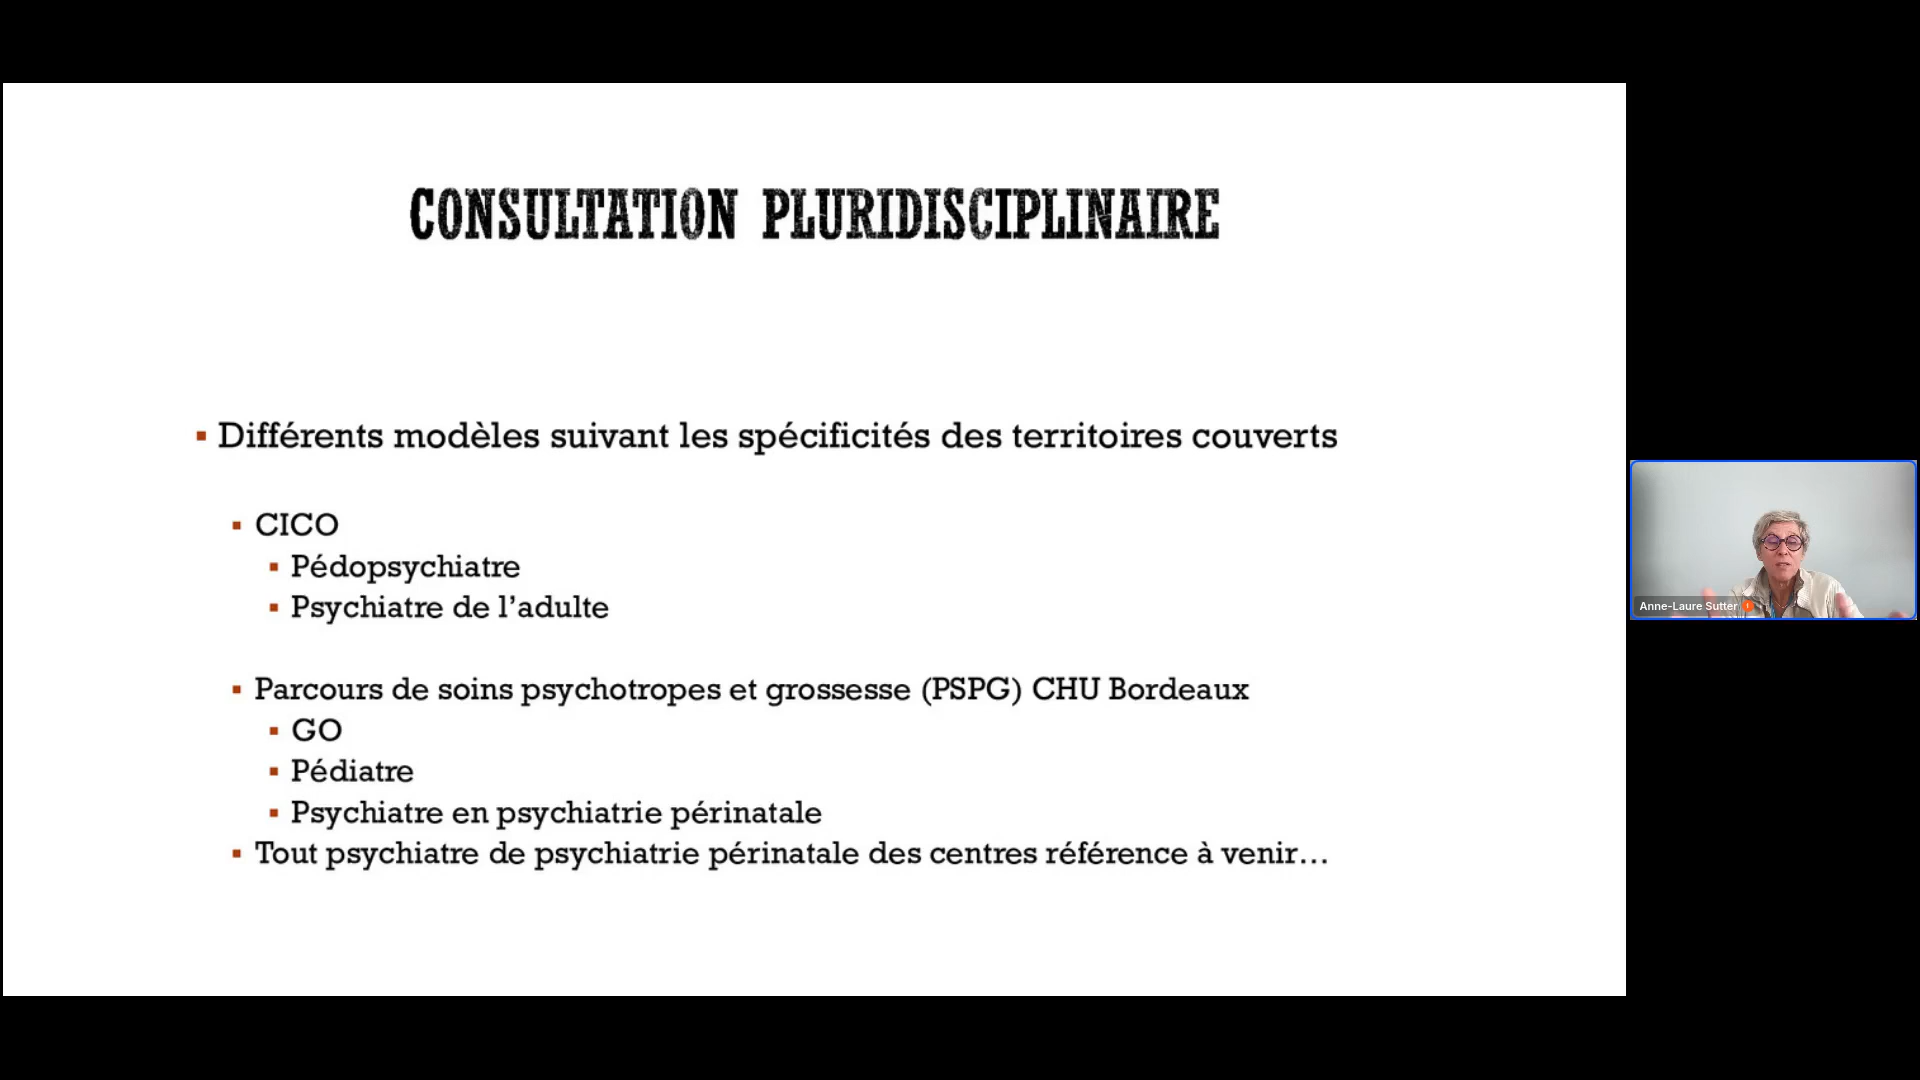 CONSULTATION PLURIDISCIPLINAIRE
Différents modèles suivant les spécificités des territoires couverts
CICO
Pédopsychiatre
Psychiatre de l’adulte
Parcours de soins psychotropes et grossesse (PSPG) CHU Bordeaux
GO
Pédiatre
Psychiatre en psychiatrie périnatale
Tout psychiatre de psychiatrie périnatale des centres référence à venir…
Anne-Laure Sutter